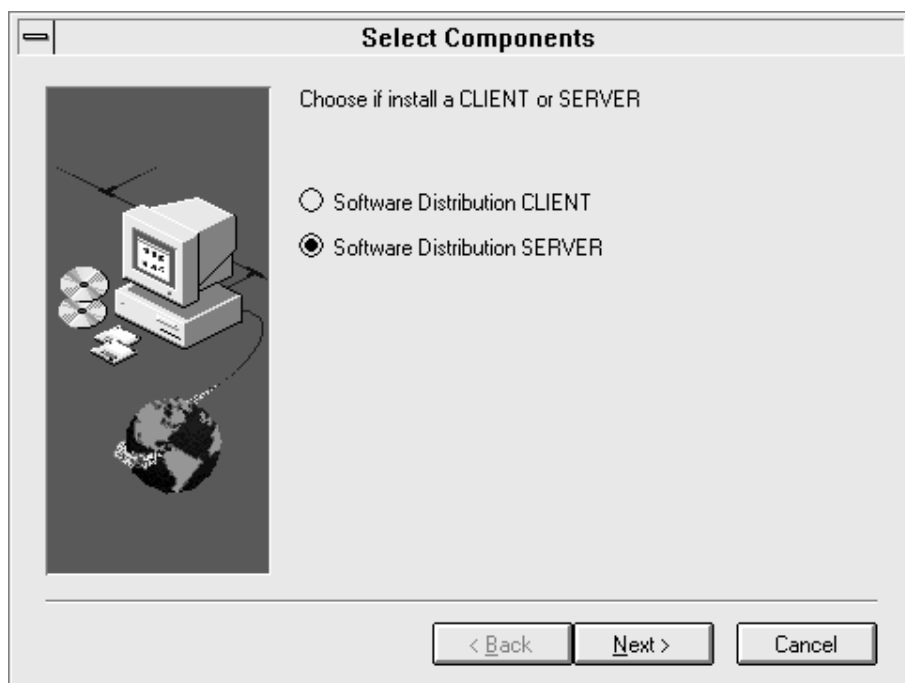 Select Components
Choose if install a CLIENT or SERVER
Software Distribution CLIENT
Software Distribution SERVER
< Back
Next >
Cancel